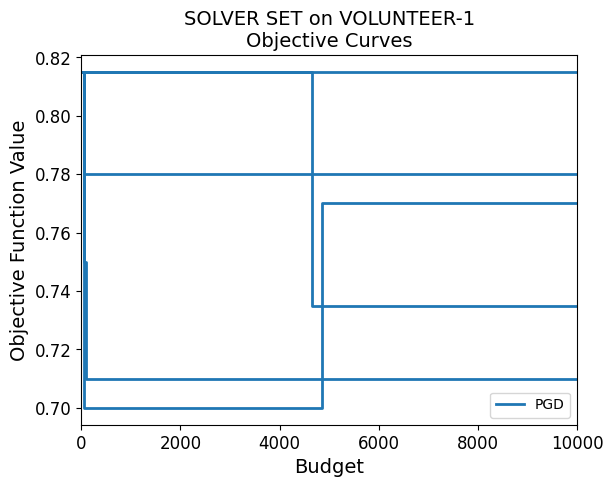 SOLVER SET on VOLUNTEER-1
Objective Curves
Objective Function Value
0.82
0.80
0.78
0.76
0.74
0.72
0.70
PGD
0 2000 4000 6000 8000 10000
Budget